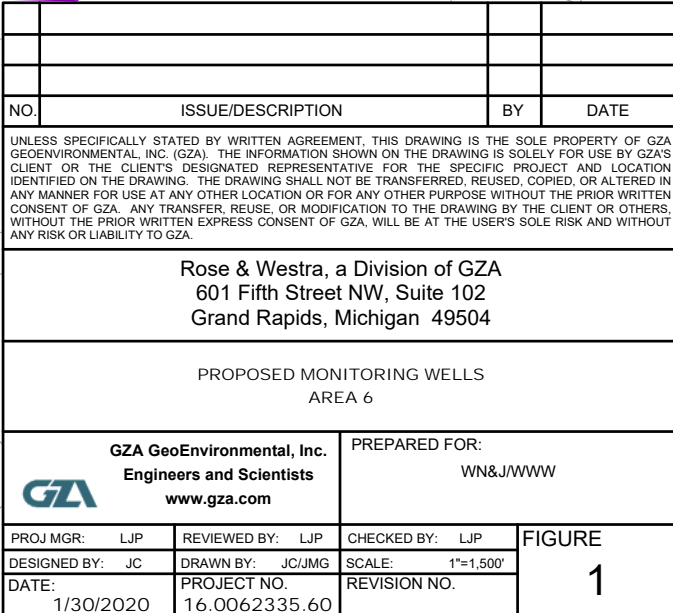 NO. ISSUE/DESCRIPTION BY DATE
UNLESS SPECIFICALLY STATED BY WRITTEN AGREEMENT, THIS DRAWING IS THE SOLE PROPERTY OF GZA
GEOENVIRONMENTAL, INC. (GZA). THE INFORMATION SHOWN ON THE DRAWING IS SOLELY FOR USE BY GZA'S
CLIENT OR THE CLIENT'S DESIGNATED REPRESENTATIVE FOR THE SPECIFIC PROJECT AND LOCATION
IDENTIFIED ON THE DRAWING. THE DRAWING SHALL NOT BE TRANSFERRED, REUSED, COPIED, OR ALTERED IN
ANY MANNER FOR USE AT ANY OTHER LOCATION OR FOR ANY OTHER PURPOSE WITHOUT THE PRIOR WRITTEN
CONSENT OF GZA. ANY TRANSFER, REUSE, OR MODIFICATION TO THE DRAWING BY THE CLIENT OR OTHERS,
WITHOUT THE PRIOR WRITTEN EXPRESS CONSENT OF GZA, WILL BE AT THE USER'S SOLE RISK AND WITHOUT
ANY RISK OR LIABILITY TO GZA.
Rose & Westra, a Division of GZA
601 Fifth Street NW, Suite 102
Grand Rapids, Michigan 49504
PROPOSED MONITORING WELLS
AREA 6
GZA
GZA GeoEnvironmental, Inc.
Engineers and Scientists
www.gza.com
PREPARED FOR:
WN&J/WWW
PROJ MGR: LJP REVIEWED BY: LJP CHECKED BY: LJP
DESIGNED BY: JC DRAWN BY: JC/JMG SCALE: 1"=1,500'
DATE: PROJECT NO. REVISION NO.
1/30/2020 16.0062335.60
FIGURE
1